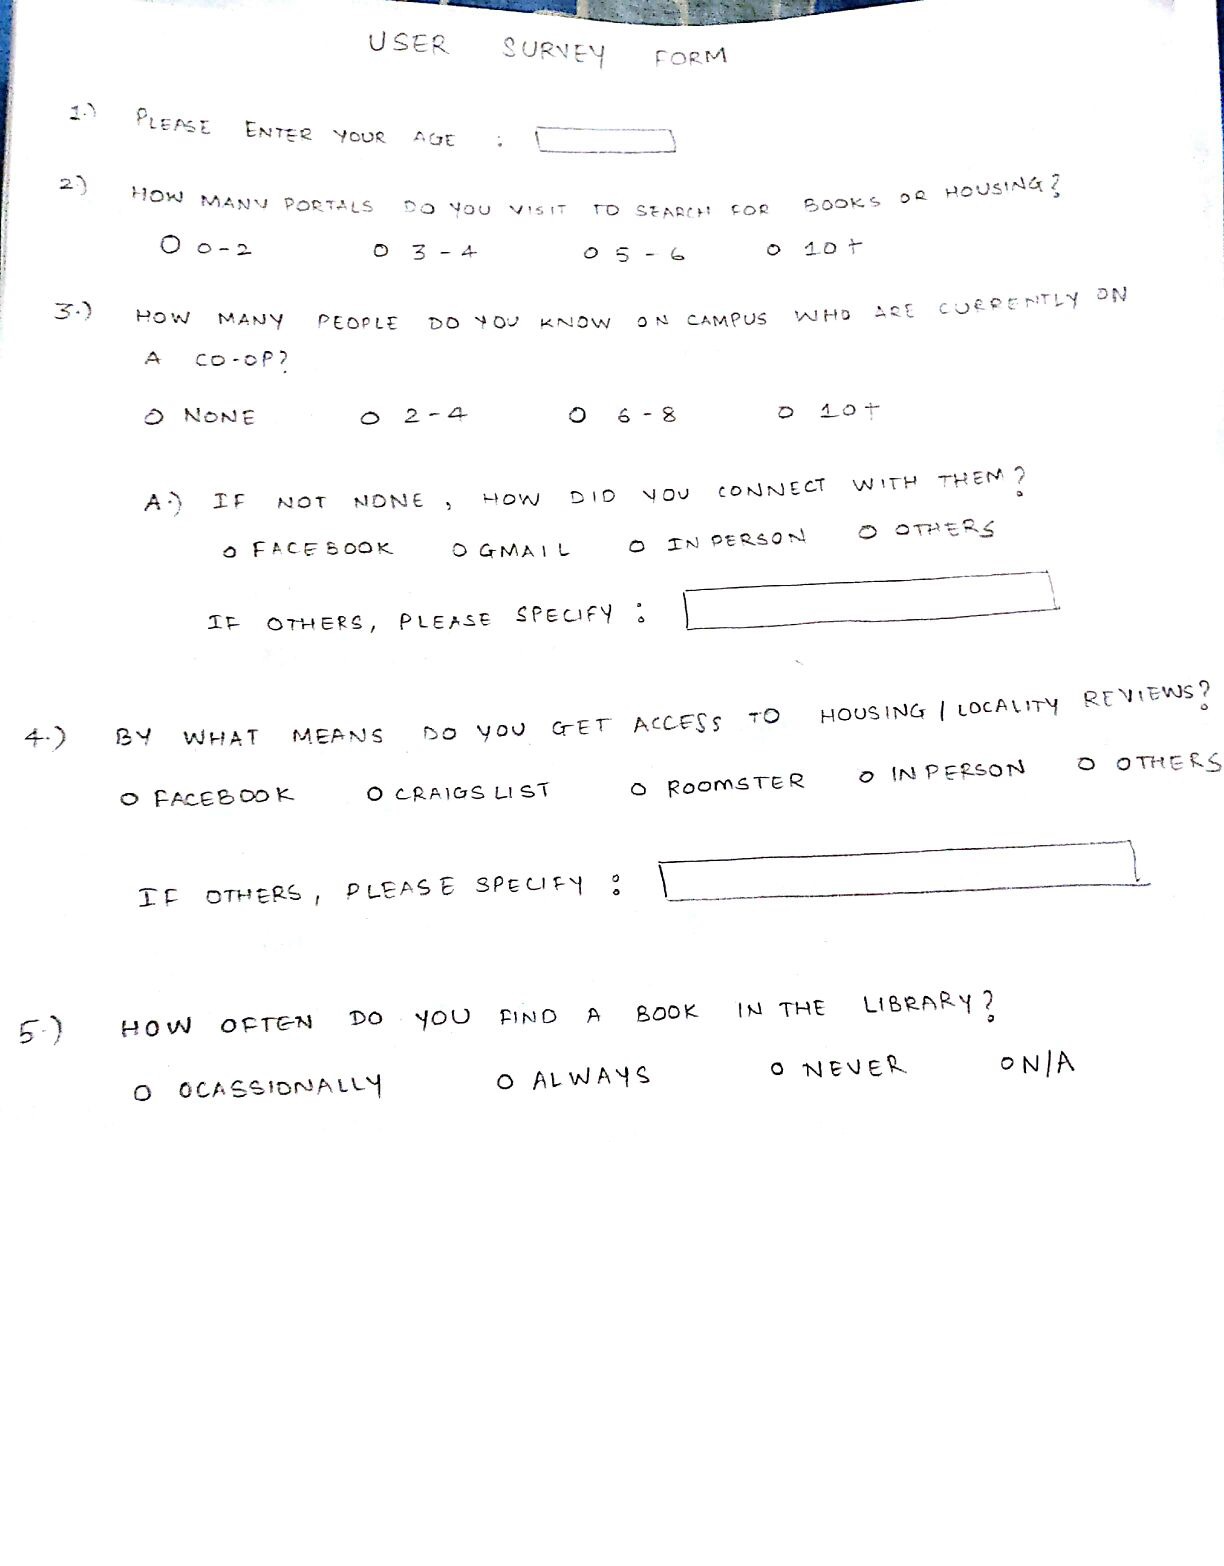 USER SURVEY FORM
1.) PLEASE ENTER YOUR AGE :
2.) HOW MANY PORTALS DO YOU VISIT TO SEARCH FOR BOOKS OR HOUSING?
O 0-2 O 3-4 O 5-6 O 10+
3.) HOW MANY PEOPLE DO YOU KNOW ON CAMPUS WHO ARE CURRENTLY ON
A CO-OP?
O NONE O 2-4 O 6-8 O 10+
A.) IF NOT NONE, HOW DID YOU CONNECT WITH THEM?
O FACEBOOK O GMAIL O IN PERSON O OTHERS
IF OTHERS, PLEASE SPECIFY :
4.) BY WHAT MEANS DO YOU GET ACCESS TO HOUSING / LOCALITY REVIEWS?
O FACEBOOK O CRAIGSLIST O ROOMSTER O IN PERSON O OTHERS
IF OTHERS, PLEASE SPECIFY :
5.) HOW OFTEN DO YOU FIND A BOOK IN THE LIBRARY?
O OCASSIONALLY O ALWAYS O NEVER O N/A